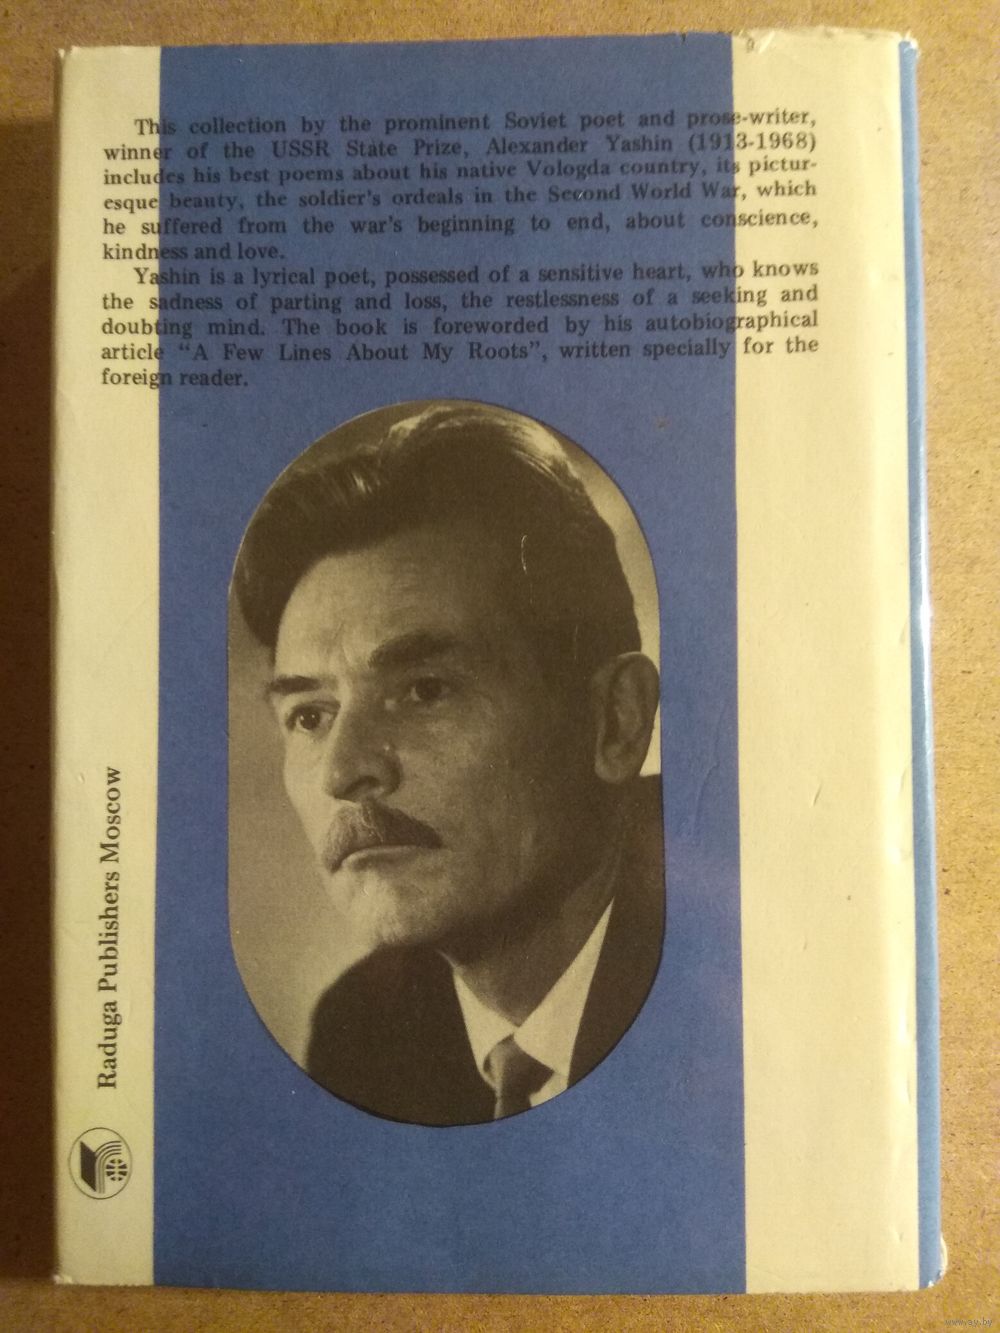 This collection by the prominent Soviet poet and prose-writer,
winner of the USSR State Prize, Alexander Yashin (1913-1968)
includes his best poems about his native Vologda country, its pictur-
esque beauty, the soldier's ordeals in the Second World War, which
he suffered from the war's beginning to end, about conscience,
kindness and love.
Yashin is a lyrical poet, possessed of a sensitive heart, who knows
the sadness of parting and loss, the restlessness of a seeking and
doubting mind. The book is foreworded by his autobiographical
article “A Few Lines About My Roots”, written specially for the
foreign reader.
Raduga Publishers Moscow
www.ay.by